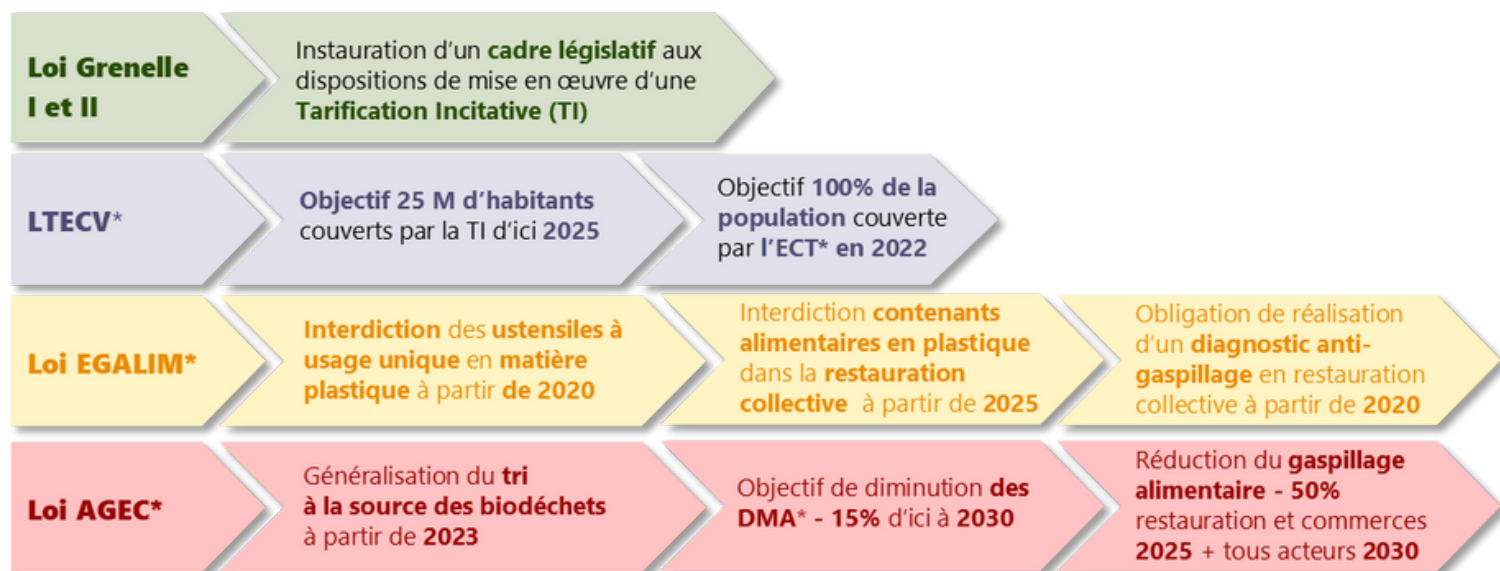 Loi Grenelle
I et II
Instauration d'un cadre législatif aux
dispositions de mise en œuvre d'une
Tarification Incitative (TI)
LTECV*
Objectif 25 M d'habitants
couverts par la TI d'ici 2025
Objectif 100% de la
population couverte
par l'ECT* en 2022
Loi EGALIM*
Interdiction des ustensiles à
usage unique en matière
plastique à partir de 2020
Interdiction contenants
alimentaires en plastique
dans la restauration
collective à partir de 2025
Obligation de réalisation
d'un diagnostic anti-
gaspillage en restauration
collective à partir de 2020
Loi AGEC*
Généralisation du tri
à la source des biodéchets
à partir de 2023
Objectif de diminution des
DMA* - 15% d'ici à 2030
Réduction du gaspillage
alimentaire - 50%
restauration et commerces
2025 + tous acteurs 2030